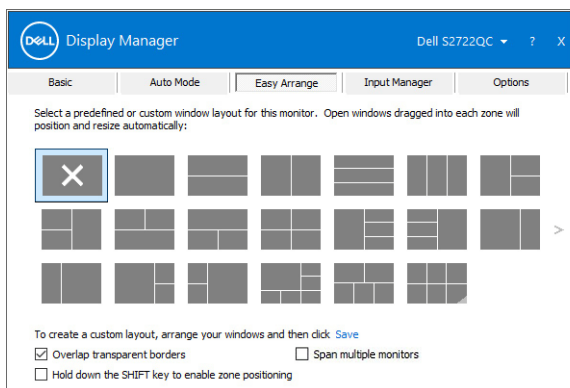 DELL Display Manager Dell S2722QC ? X
Basic Auto Mode Easy Arrange Input Manager Options
Select a predefined or custom window layout for this monitor. Open windows dragged into each zone will
position and resize automatically:
To create a custom layout, arrange your windows and then click Save
Overlap transparent borders Span multiple monitors
Hold down the SHIFT key to enable zone positioning